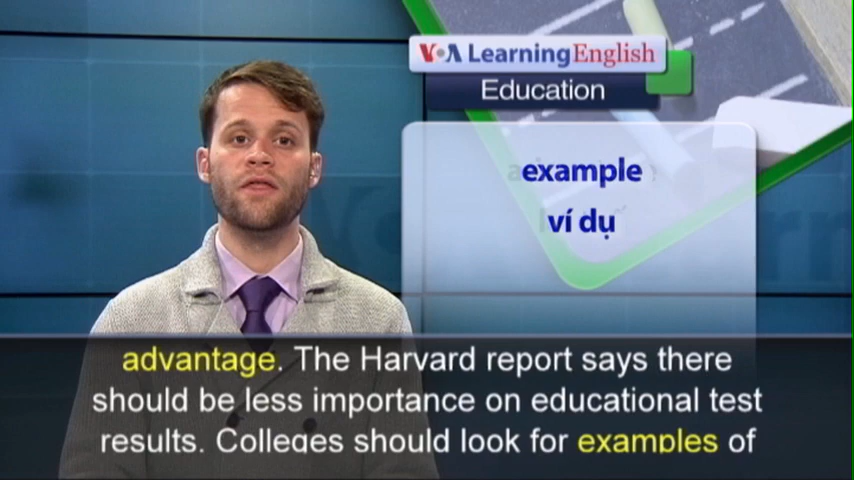 VOA Learning English
Education
example
ví dụ
advantage. The Harvard report says there
should be less importance on educational test
results. Colleges should look for examples of